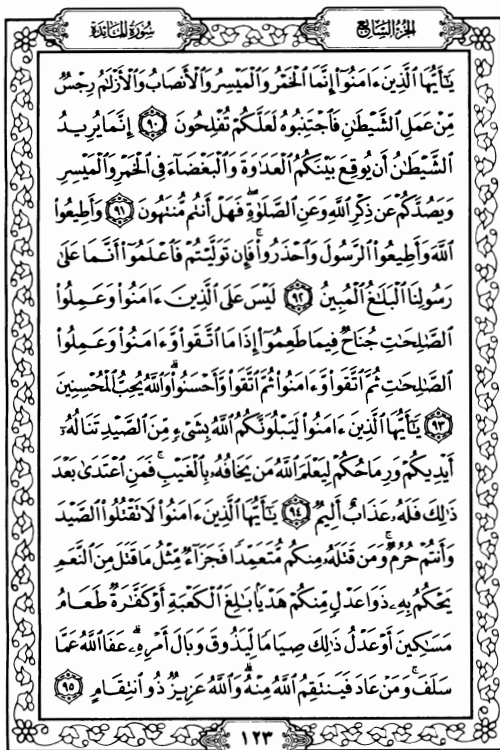 الجزء السابع
سورة المائدة
يَٰٓأَيُّهَا ٱلَّذِينَ ءَامَنُوٓا۟ إِنَّمَا ٱلْخَمْرُ وَٱلْمَيْسِرُ وَٱلْأَنصَابُ وَٱلْأَزْلَٰمُ رِجْسٌ
مِّنْ عَمَلِ ٱلشَّيْطَٰنِ فَٱجْتَنِبُوهُ لَعَلَّكُمْ تُفْلِحُونَ ٩٠ إِنَّمَا يُرِيدُ
ٱلشَّيْطَٰنُ أَن يُوقِعَ بَيْنَكُمُ ٱلْعَدَٰوَةَ وَٱلْبَغْضَآءَ فِى ٱلْخَمْرِ وَٱلْمَيْسِرِ
وَيَصُدَّكُمْ عَن ذِكْرِ ٱللَّهِ وَعَنِ ٱلصَّلَوٰةِ ۖ فَهَلْ أَنتُم مُّنتَهُونَ ٩١ وَأَطِيعُوا۟
ٱللَّهَ وَأَطِيعُوا۟ ٱلرَّسُولَ وَٱحْذَرُوا۟ ۚ فَإِن تَوَلَّيْتُمْ فَٱعْلَمُوٓا۟ أَنَّمَا عَلَىٰ
رَسُولِنَا ٱلْبَلَٰغُ ٱلْمُبِينُ ٩٢ لَيْسَ عَلَى ٱلَّذِينَ ءَامَنُوا۟ وَعَمِلُوا۟
ٱلصَّٰلِحَٰتِ جُنَاحٌ فِيمَا طَعِمُوٓا۟ إِذَا مَا ٱتَّقَوا۟ وَّءَامَنُوا۟ وَعَمِلُوا۟
ٱلصَّٰلِحَٰتِ ثُمَّ ٱتَّقَوا۟ وَّءَامَنُوا۟ ثُمَّ ٱتَّقَوا۟ وَّأَحْسَنُوا۟ ۗ وَٱللَّهُ يُحِبُّ ٱلْمُحْسِنِينَ
٩٣ يَٰٓأَيُّهَا ٱلَّذِينَ ءَامَنُوا۟ لَيَبْلُوَنَّكُمُ ٱللَّهُ بِشَىْءٍ مِّنَ ٱلصَّيْدِ تَنَالُهُۥٓ
أَيْدِيكُمْ وَرِمَاحُكُمْ لِيَعْلَمَ ٱللَّهُ مَن يَخَافُهُۥ بِٱلْغَيْبِ ۚ فَمَنِ ٱعْتَدَىٰ بَعْدَ
ذَٰلِكَ فَلَهُۥ عَذَابٌ أَلِيمٌ ٩٤ يَٰٓأَيُّهَا ٱلَّذِينَ ءَامَنُوا۟ لَا تَقْتُلُوا۟ ٱلصَّيْدَ
وَأَنتُمْ حُرُمٌ ۚ وَمَن قَتَلَهُۥ مِنكُم مُّتَعَمِّدًا فَجَزَآءٌ مِّثْلُ مَا قَتَلَ مِنَ ٱلنَّعَمِ
يَحْكُمُ بِهِۦ ذَوَا عَدْلٍ مِّنكُمْ هَدْيًۢا بَٰلِغَ ٱلْكَعْبَةِ أَوْ كَفَّٰرَةٌ طَعَامُ
مَسَٰكِينَ أَوْ عَدْلُ ذَٰلِكَ صِيَامًا لِّيَذُوقَ وَبَالَ أَمْرِهِۦ ۗ عَفَا ٱللَّهُ عَمَّا
سَلَفَ ۚ وَمَنْ عَادَ فَيَنتَقِمُ ٱللَّهُ مِنْهُ ۗ وَٱللَّهُ عَزِيزٌ ذُو ٱنتِقَامٍ ٩٥
١٢٣